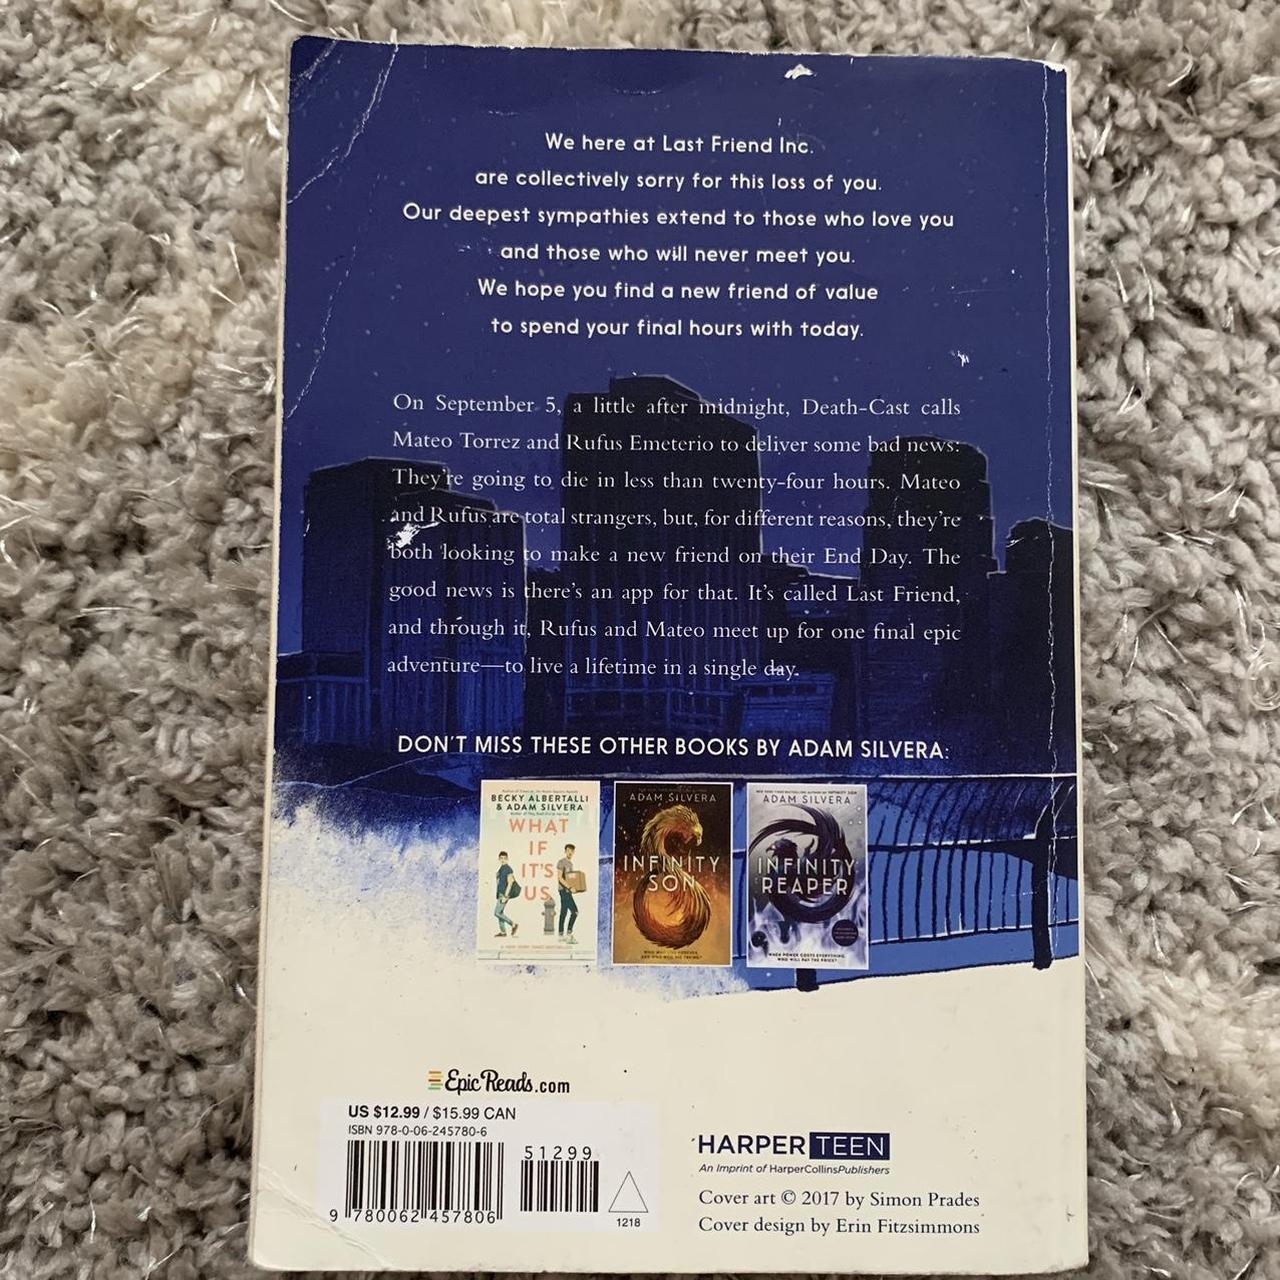 We here at Last Friend Inc.
are collectively sorry for this loss of you.
Our deepest sympathies extend to those who love you
and those who will never meet you.
We hope you find a new friend of value
to spend your final hours with today.
On September 5, a little after midnight, Death-Cast calls
Mateo Torrez and Rufus Emeterio to deliver some bad news:
They're going to die in less than twenty-four hours. Mateo
and Rufus are total strangers, but, for different reasons, they're
both looking to make a new friend on their End Day. The
good news is there's an app for that. It's called Last Friend,
and through it, Rufus and Mateo meet up for one final epic
adventure—to live a lifetime in a single day.
DON'T MISS THESE OTHER BOOKS BY ADAM SILVERA:
BECKY ALBERTALLI
& ADAM SILVERA
WHAT
IF
IT'S
US
ADAM SILVERA
INFINITY
SON
ADAM SILVERA
INFINITY
REAPER
WHEN POWER COSTS EVERYTHING,
WHO WILL PAY THE PRICE?
EpicReads.com
US $12.99 / $15.99 CAN
ISBN 978-0-06-245780-6
51299
9 780062 457806
1218
HARPER TEEN
An Imprint of HarperCollinsPublishers
Cover art © 2017 by Simon Prades
Cover design by Erin Fitzsimmons